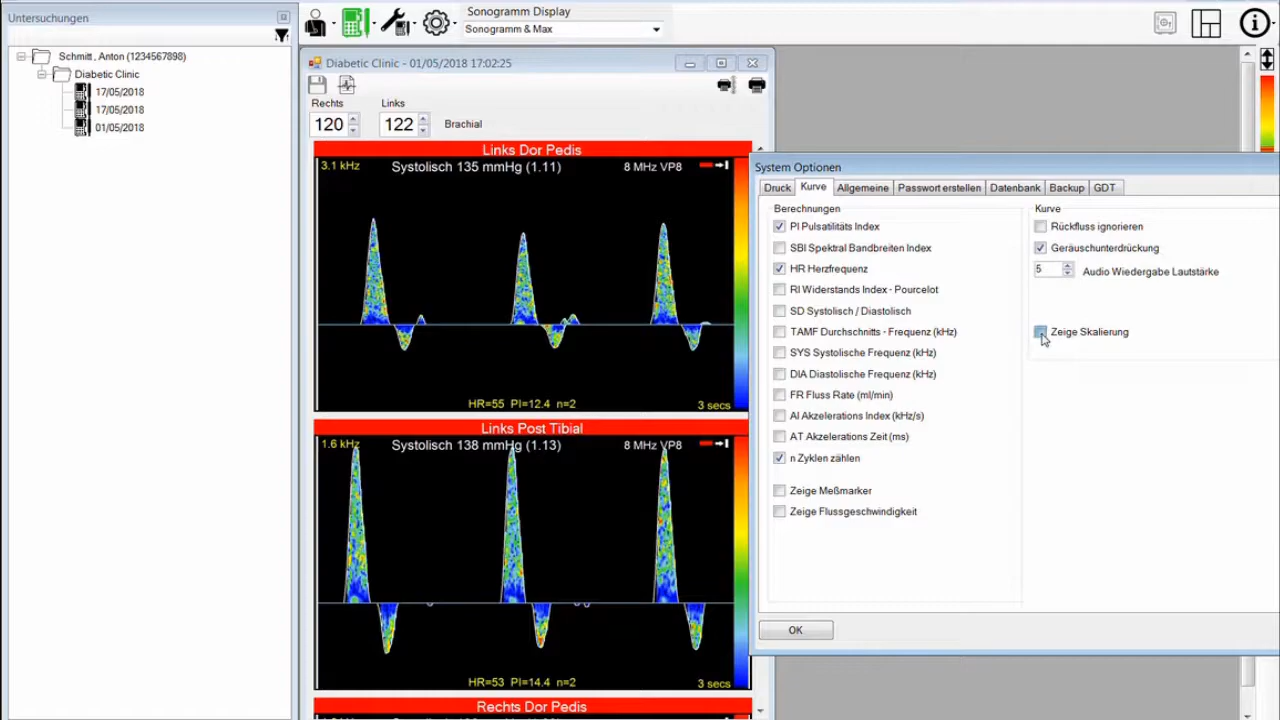 Untersuchungen
Sonogramm Display
Sonogramm & Max
Schmitt, Anton (1234567898)
Diabetic Clinic
17/05/2018
17/05/2018
01/05/2018
Diabetic Clinic - 01/05/2018 17:02:25
Rechts Links
120 122 Brachial
Links Dor Pedis
3.1 kHz Systolisch 135 mmHg (1.11) 8 MHz VP8
HR=55 PI=12.4 n=2 3 secs
Links Post Tibial
1.6 kHz Systolisch 138 mmHg (1.13) 8 MHz VP8
HR=53 PI=14.4 n=2 3 secs
Rechts Dor Pedis
System Optionen
Druck Kurve Allgemeine Passwort erstellen Datenbank Backup GDT
Berechnungen
PI Pulsatilitäts Index
SBI Spektral Bandbreiten Index
HR Herzfrequenz
RI Widerstands Index - Pourcelot
SD Systolisch / Diastolisch
TAMF Durchschnitts - Frequenz (kHz)
SYS Systolische Frequenz (kHz)
DIA Diastolische Frequenz (kHz)
FR Fluss Rate (ml/min)
AI Akzelerations Index (kHz/s)
AT Akzelerations Zeit (ms)
n Zyklen zählen
Zeige Meßmarker
Zeige Flussgeschwindigkeit
Kurve
Rückfluss ignorieren
Geräuschunterdrückung
5 Audio Wiedergabe Lautstärke
Zeige Skalierung
OK